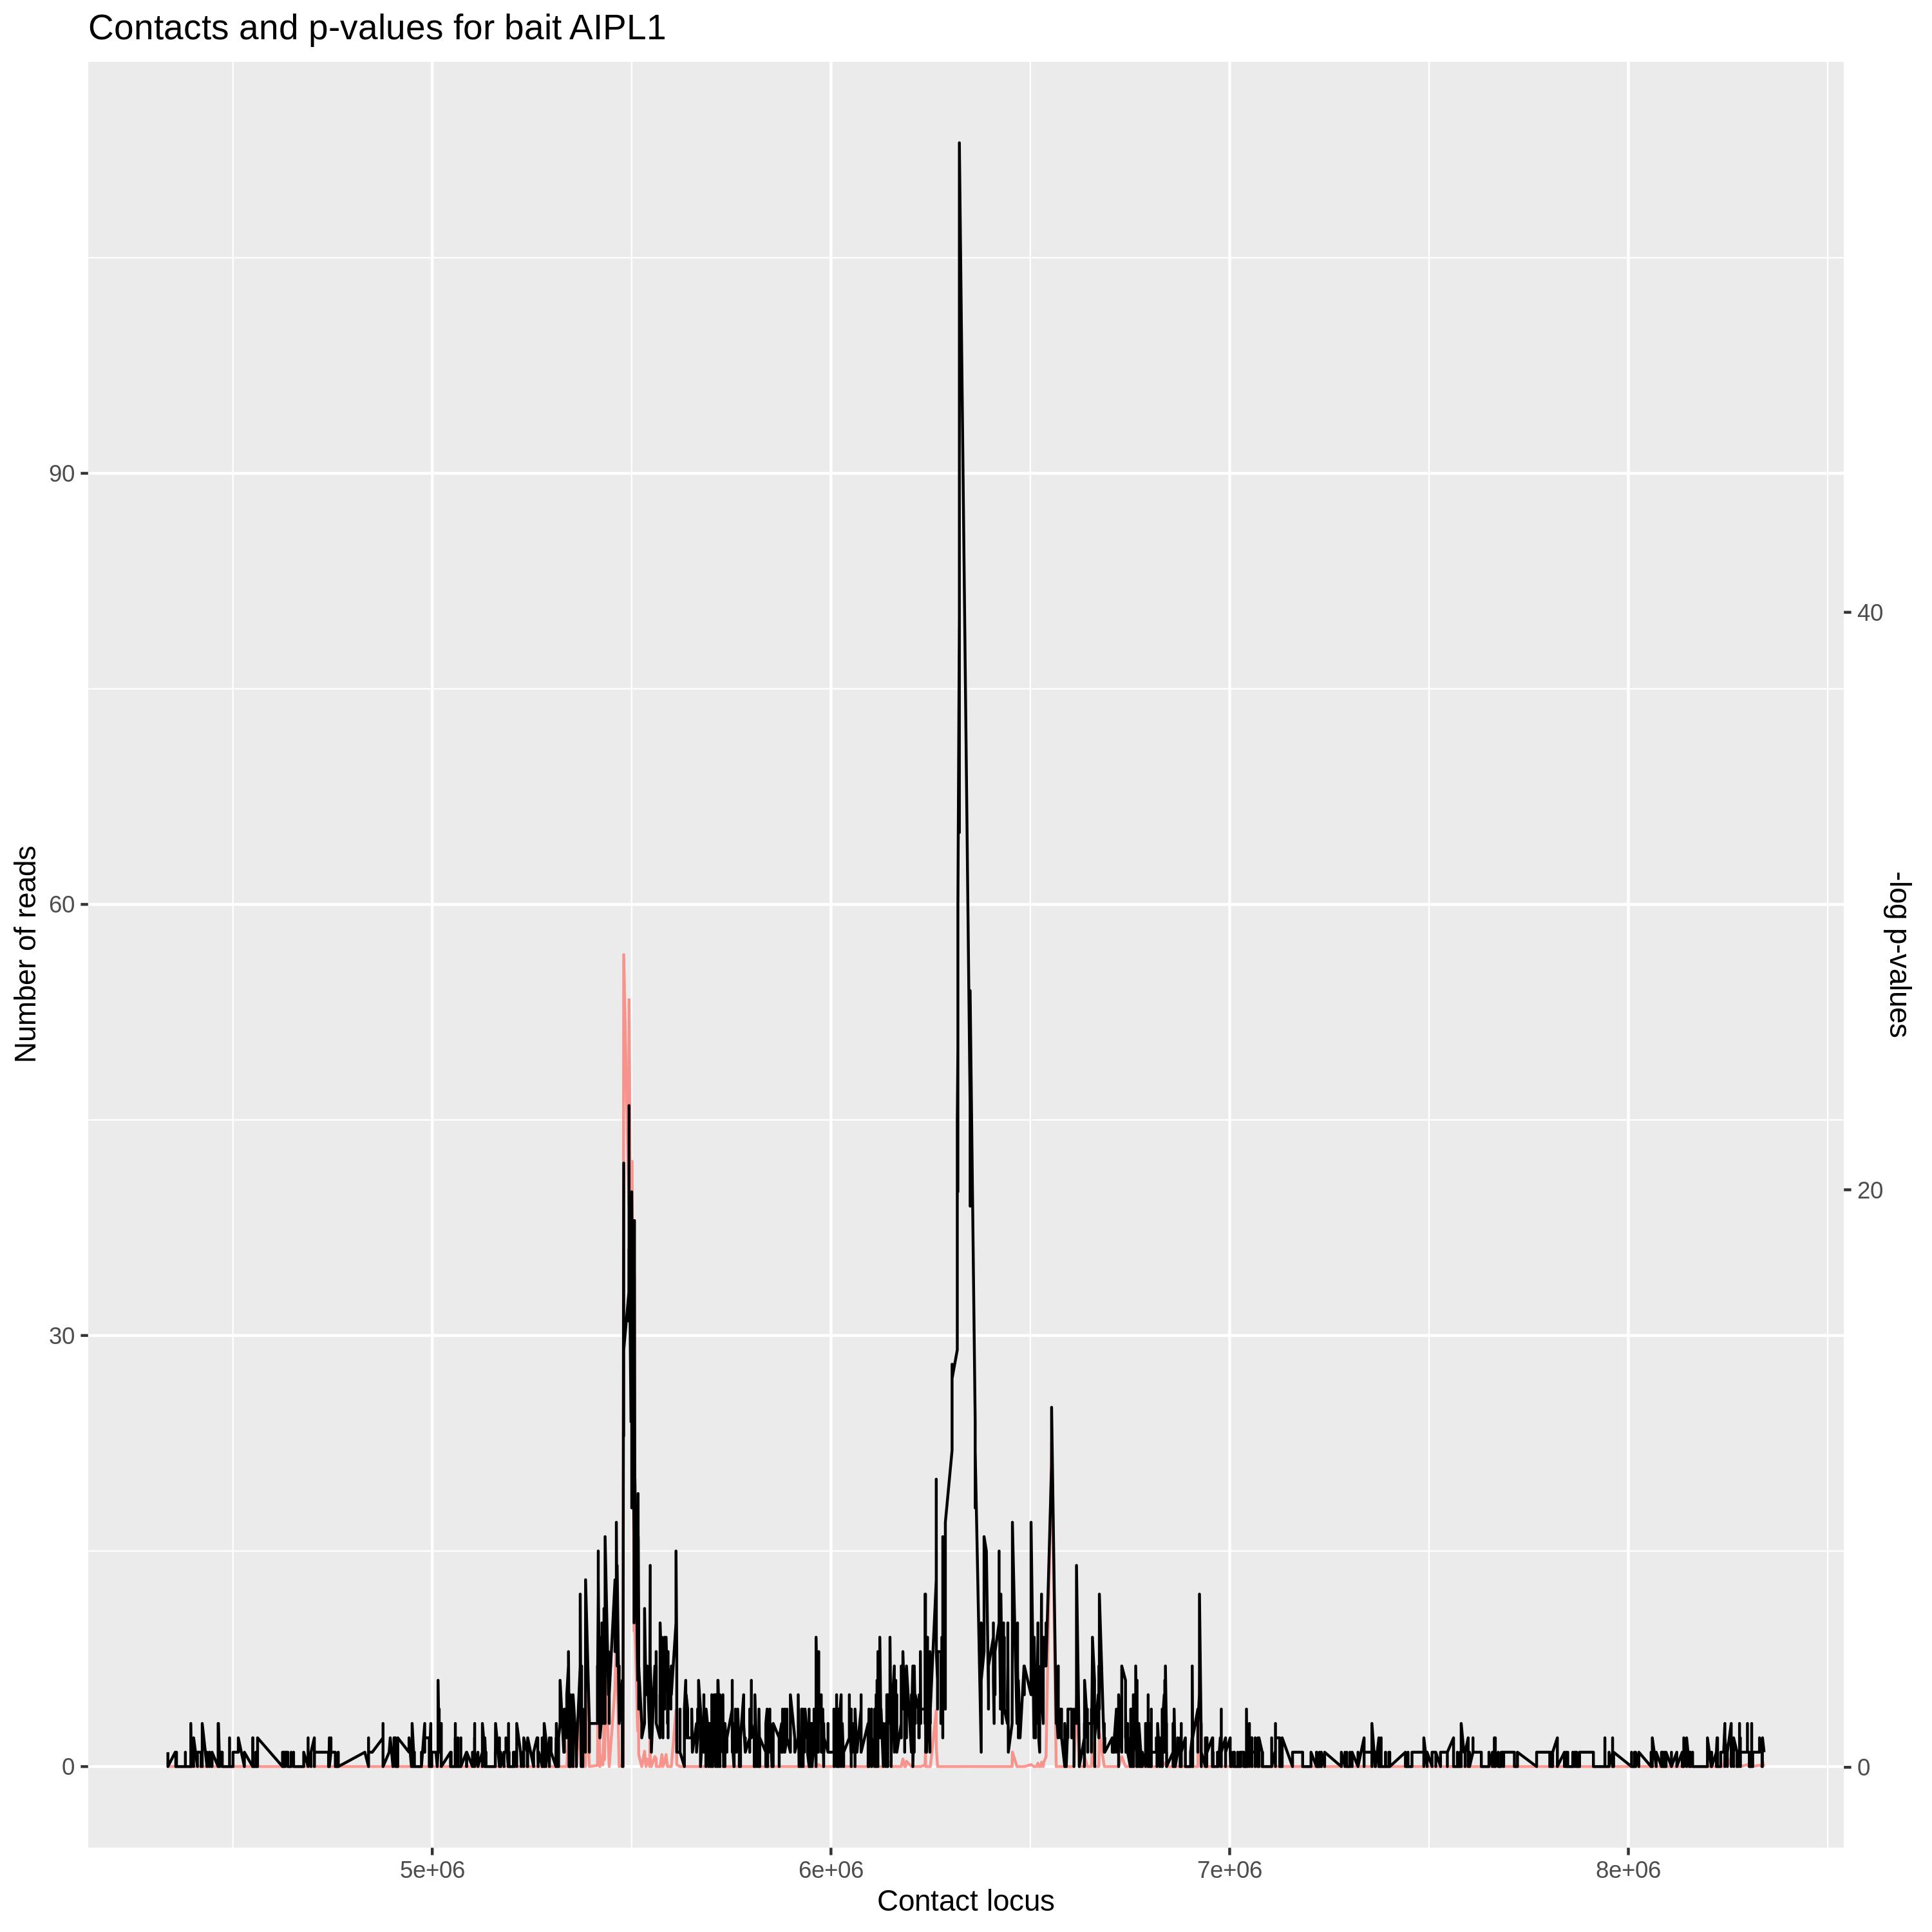 Contacts and p-values for bait AIPL1
Number of reads
90
60
30
0
40
20
0
-log p-values
5e+06
6e+06
7e+06
8e+06
Contact locus